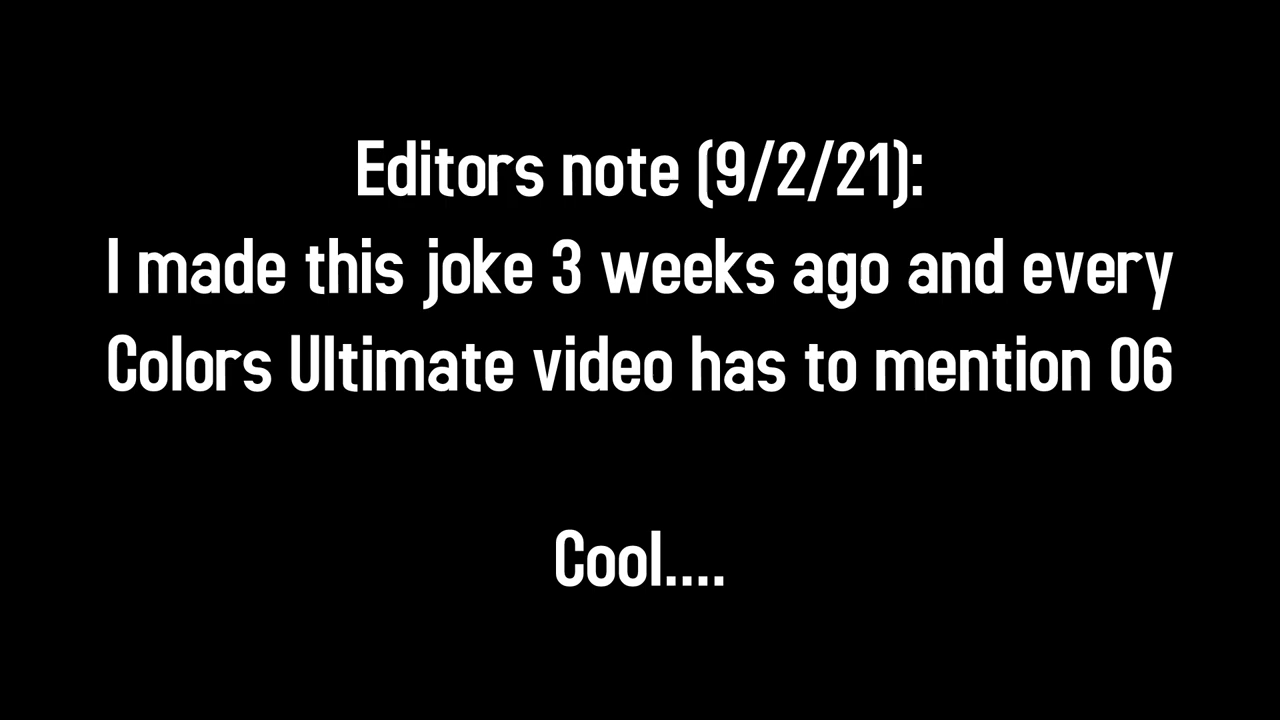 Editors note (9/2/21):
I made this joke 3 weeks ago and every
Colors Ultimate video has to mention 06
Cool....